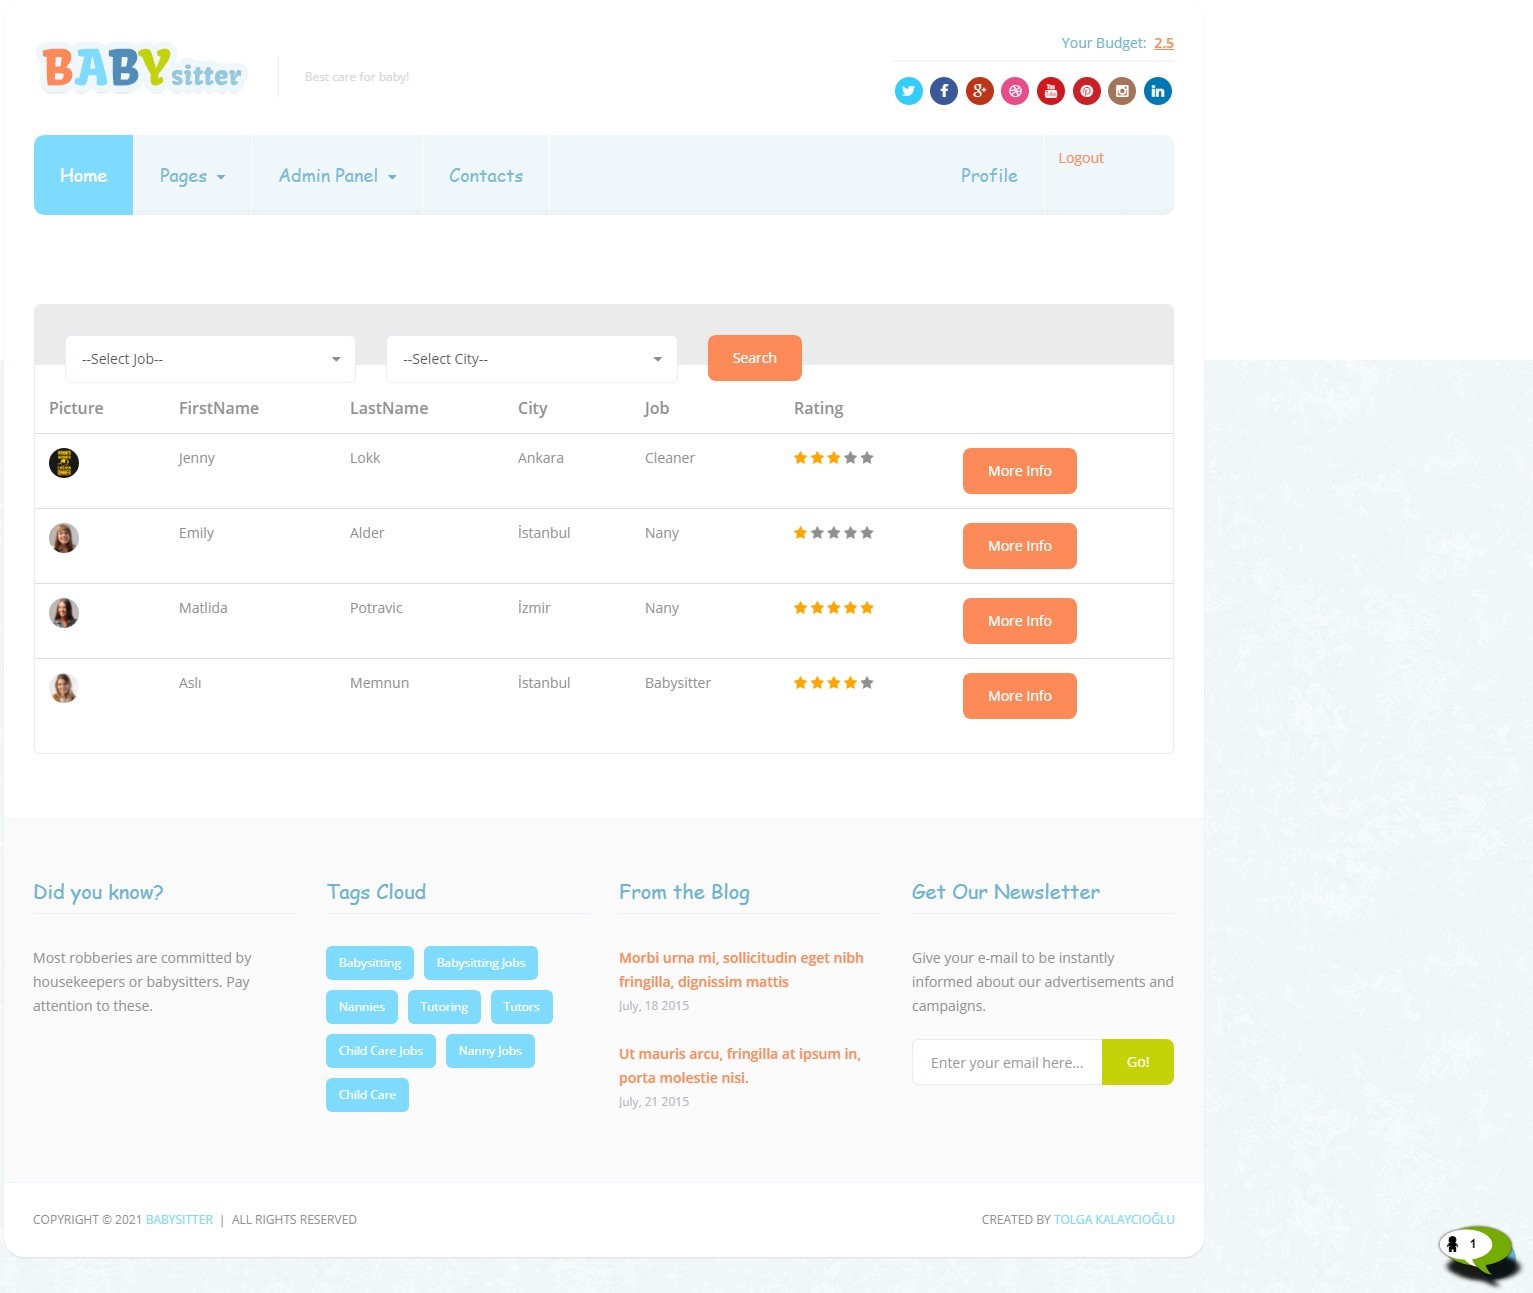 BABY sitter
Best care for baby!
Your Budget: 2.5
Home
Pages
Admin Panel
Contacts
Profile
Logout
--Select Job--
--Select City--
Search
Picture FirstName LastName City Job Rating
Jenny Lokk Ankara Cleaner More Info
Emily Alder İstanbul Nany More Info
Matlida Potravic İzmir Nany More Info
Aslı Memnun İstanbul Babysitter More Info
Did you know?
Most robberies are committed by
housekeepers or babysitters. Pay
attention to these.
Tags Cloud
Babysitting Babysitting Jobs
Nannies Tutoring Tutors
Child Care Jobs Nanny Jobs
Child Care
From the Blog
Morbi urna mi, sollicitudin eget nibh
fringilla, dignissim mattis
July, 18 2015
Ut mauris arcu, fringilla at ipsum in,
porta molestie nisi.
July, 21 2015
Get Our Newsletter
Give your e-mail to be instantly
informed about our advertisements and
campaigns.
Enter your email here...
Go!
COPYRIGHT © 2021 BABYSITTER | ALL RIGHTS RESERVED
CREATED BY TOLGA KALAYCIOĞLU
1